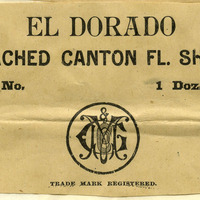 EL DORADO
ACHED CANTON FL. SH
No. 1 Doz
TRADE MARK REGISTERED.